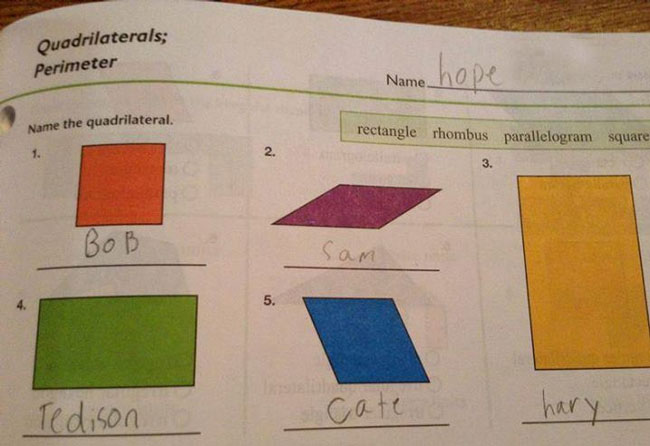 Quadrilaterals;
Perimeter
Name hope
Name the quadrilateral.
rectangle rhombus parallelogram square
1.
2.
3.
BOB
Sam
4.
5.
Tedison
Cate
hary